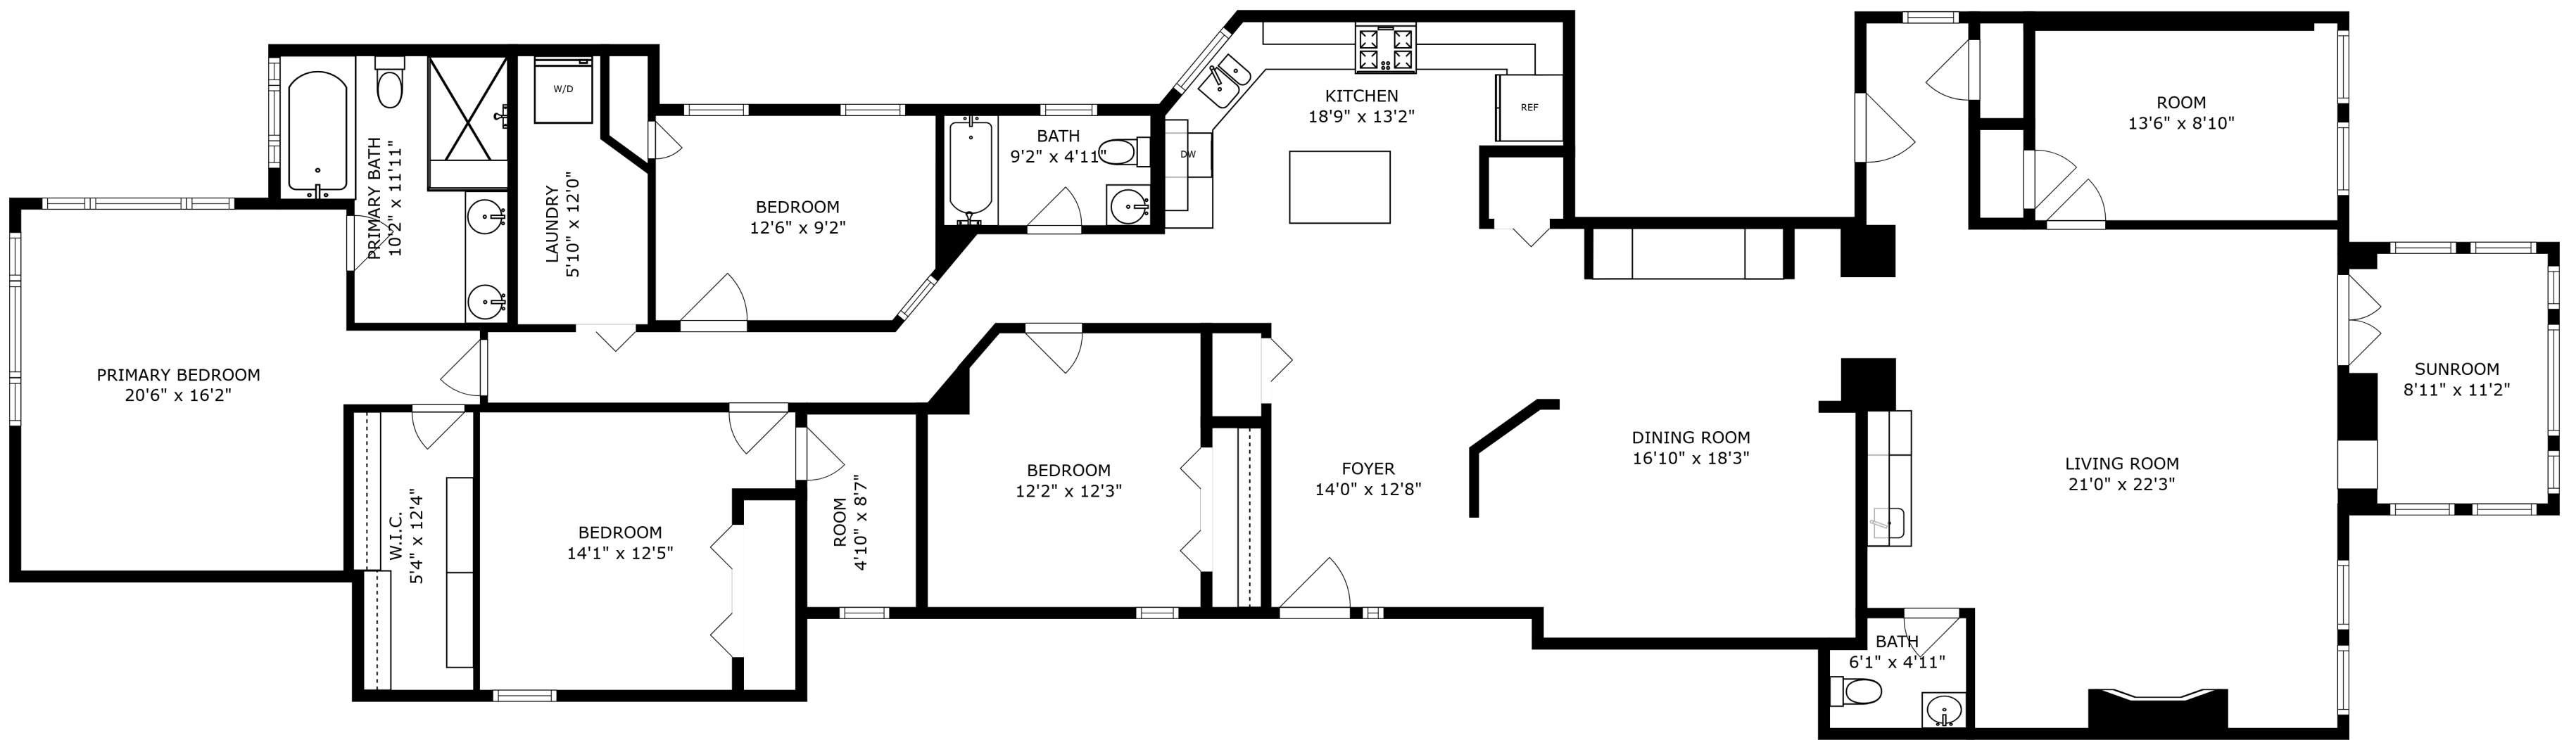 KITCHEN
18'9" x 13'2"
REF
DW
ROOM
13'6" x 8'10"
W/D
PRIMARY BATH
10'2" x 11'11"
LAUNDRY
5'10" x 12'0"
BEDROOM
12'6" x 9'2"
BATH
9'2" x 4'11"
PRIMARY BEDROOM
20'6" x 16'2"
W.I.C.
5'4" x 12'4"
BEDROOM
14'1" x 12'5"
ROOM
4'10" x 8'7"
BEDROOM
12'2" x 12'3"
FOYER
14'0" x 12'8"
DINING ROOM
16'10" x 18'3"
LIVING ROOM
21'0" x 22'3"
SUNROOM
8'11" x 11'2"
BATH
6'1" x 4'11"